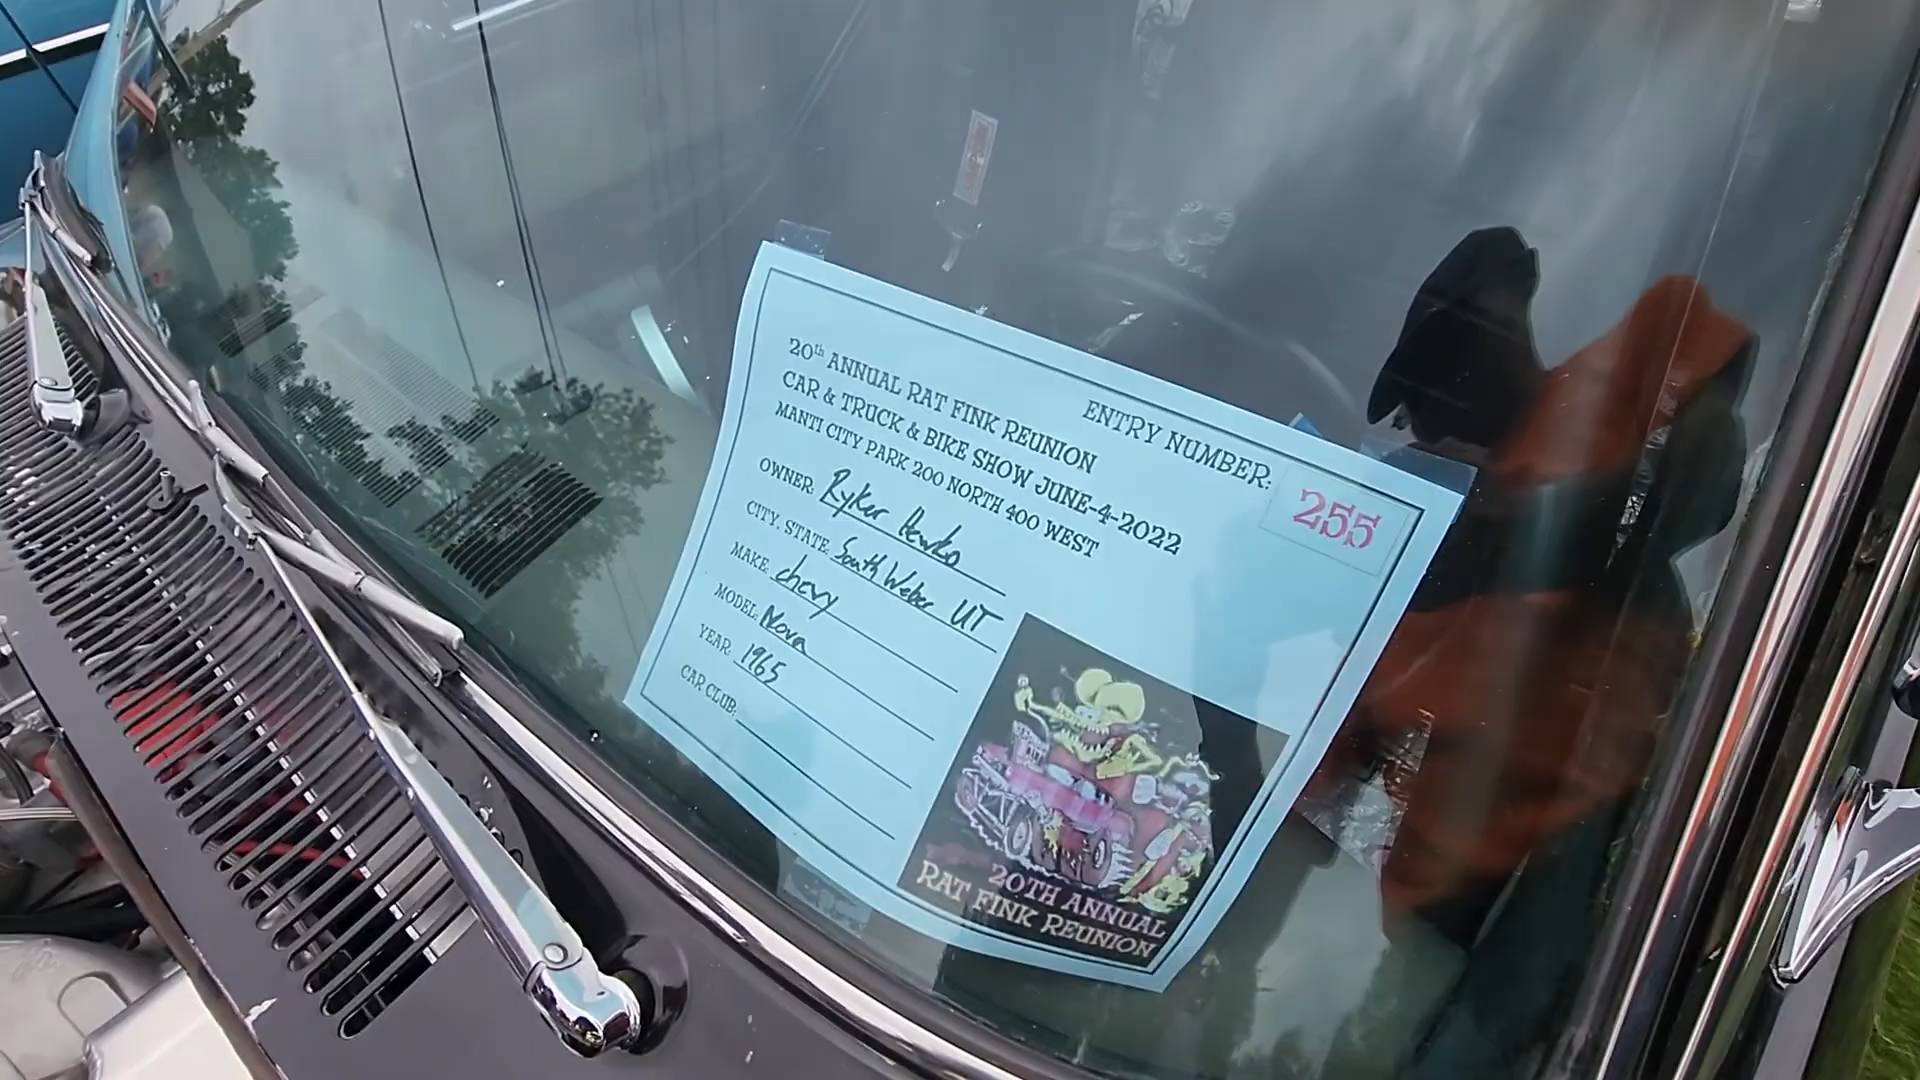 ENTRY NUMBER: 255
20th ANNUAL RAT FINK REUNION
CAR & TRUCK & BIKE SHOW JUNE-4-2022
MANTI CITY PARK 200 NORTH 400 WEST
OWNER: Ryker
CITY, STATE: South Weber UT
MAKE: chevy
MODEL: Nova
YEAR: 1965
CAR CLUB:
20TH ANNUAL
RAT FINK REUNION